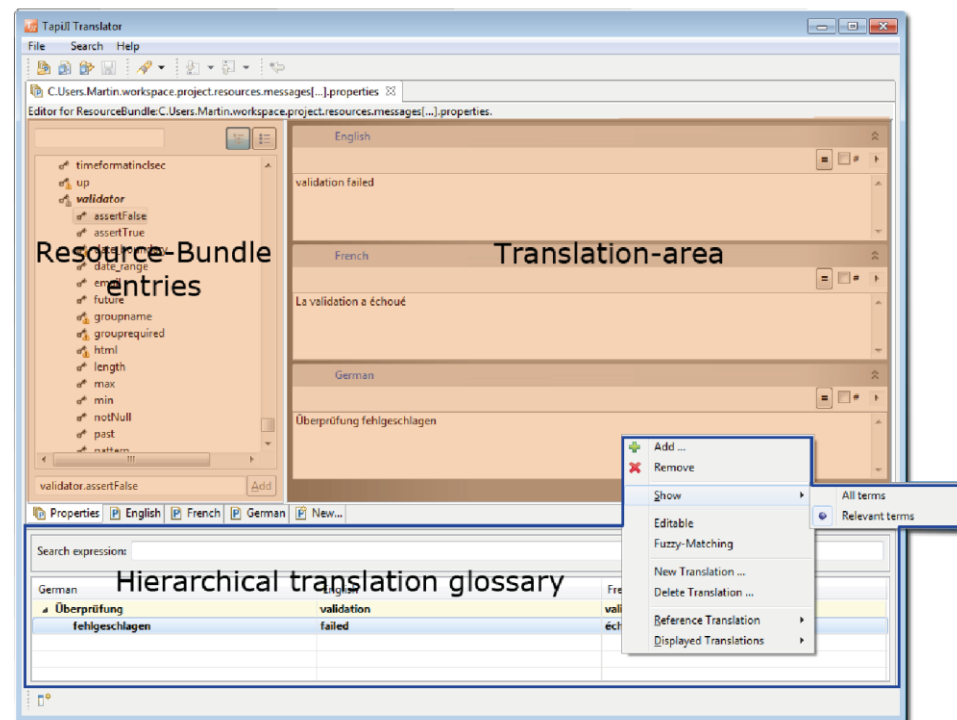 TapiJI Translator
File Search Help
C.Users.Martin.workspace.project.resources.messages[...].properties
Editor for ResourceBundle:C.Users.Martin.workspace.project.resources.messages[...].properties.
timeformatinclsec
up
validator
assertFalse
assertTrue
date_boundary
date_range
email
future
groupname
grouprequired
html
length
max
min
notNull
past
pattern
Resource-Bundle
entries
validator.assertFalse Add
English
validation failed
French
La validation a échoué
German
Überprüfung fehlgeschlagen
Translation-area
Properties English French German New...
Search expression:
Hierarchical translation glossary
German English
Überprüfung validation
fehlgeschlagen failed
Add ...
Remove
Show
Editable
Fuzzy-Matching
New Translation ...
Delete Translation ...
Reference Translation
Displayed Translations
All terms
Relevant terms